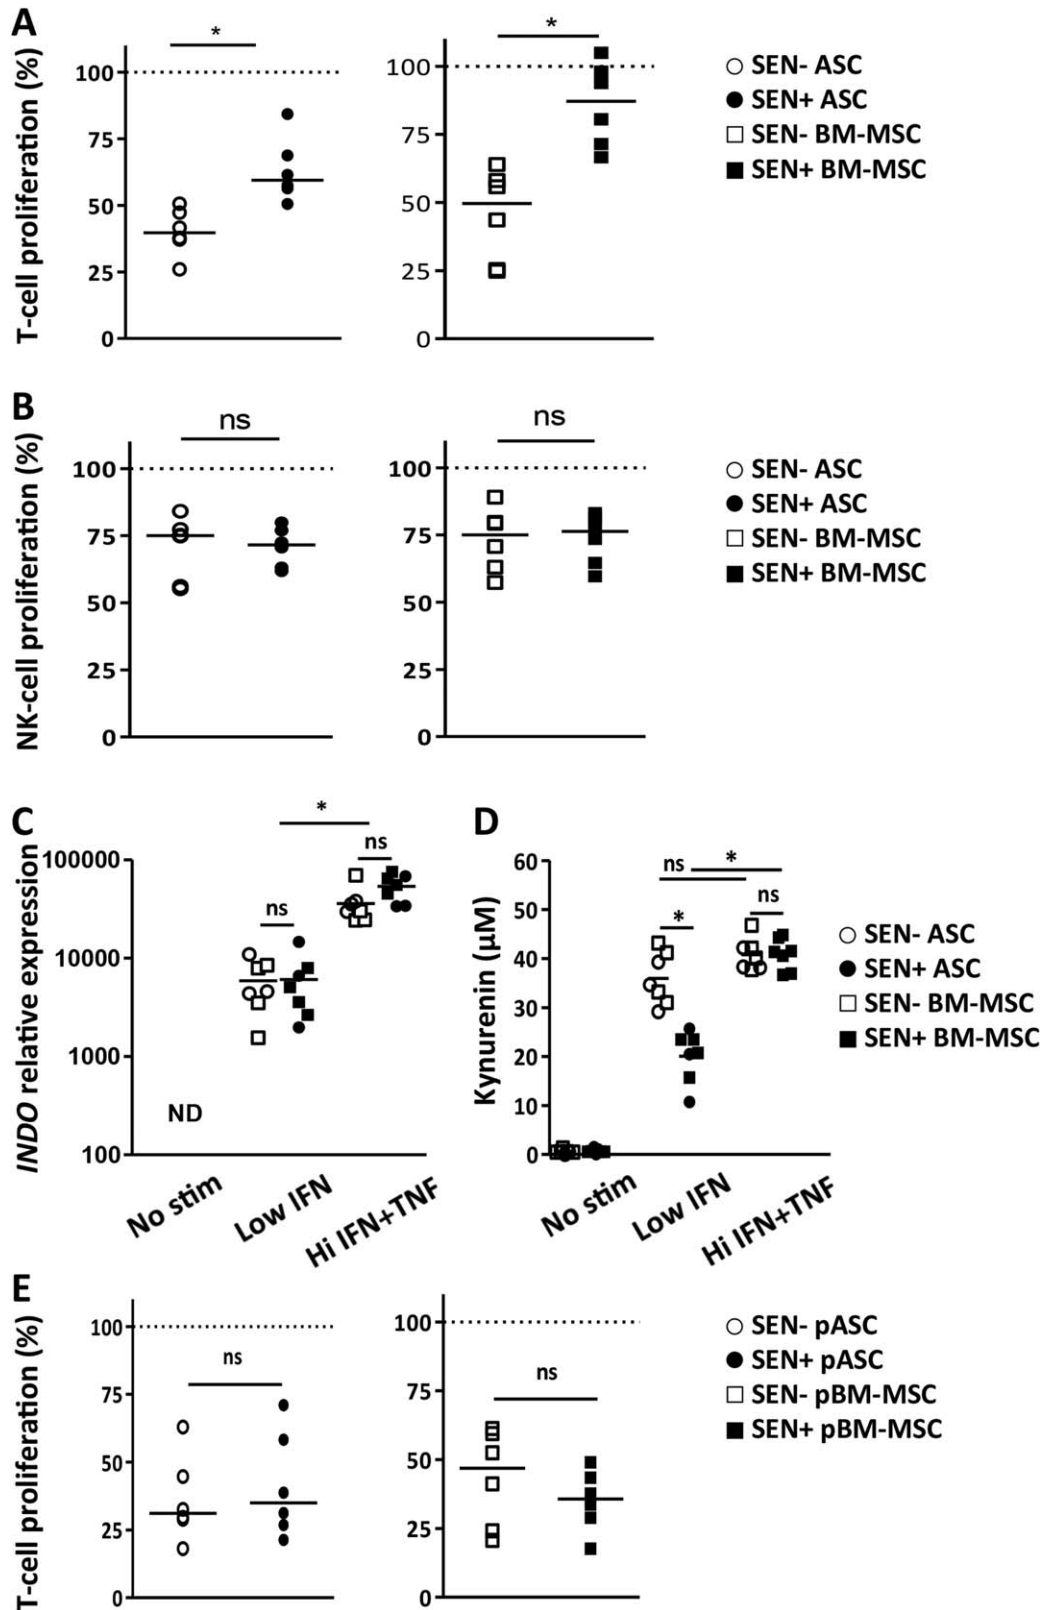 A
T-cell proliferation (%)
*
100
75
50
25
0
*
100
75
50
25
0
SEN- ASC
SEN+ ASC
SEN- BM-MSC
SEN+ BM-MSC
B
NK-cell proliferation (%)
ns
100
75
50
25
0
ns
100
75
50
25
0
SEN- ASC
SEN+ ASC
SEN- BM-MSC
SEN+ BM-MSC
C
INDO relative expression
*
ns
ns
100000
10000
1000
100
ND
No stim
Low IFN
Hi IFN+TNF
D
Kynurenin (µM)
ns
*
ns
*
60
50
40
30
20
10
0
No stim
Low IFN
Hi IFN+TNF
SEN- ASC
SEN+ ASC
SEN- BM-MSC
SEN+ BM-MSC
E
T-cell proliferation (%)
ns
100
75
50
25
0
ns
100
75
50
25
0
SEN- pASC
SEN+ pASC
SEN- pBM-MSC
SEN+ pBM-MSC